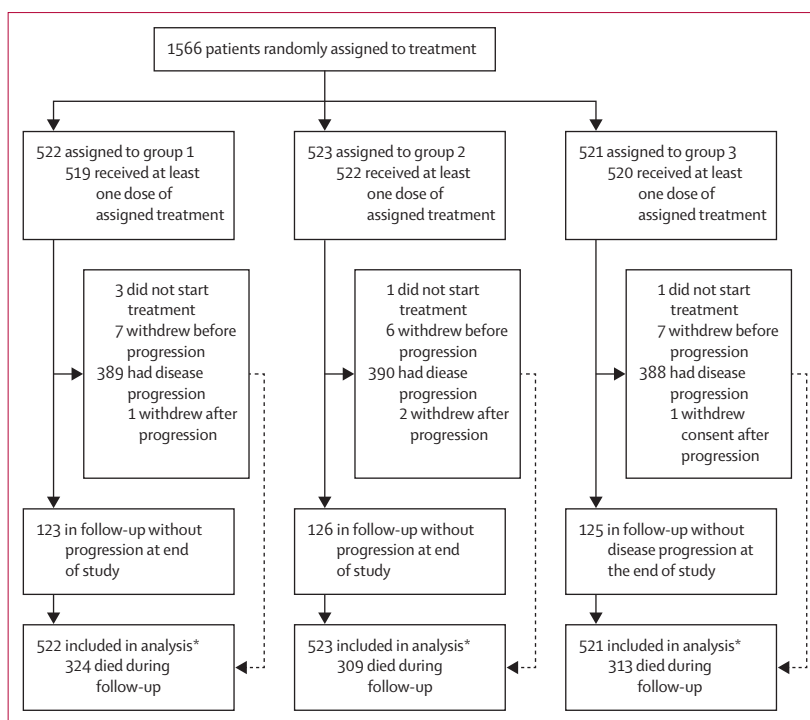 1566 patients randomly assigned to treatment
522 assigned to group 1
519 received at least
one dose of
assigned treatment
523 assigned to group 2
522 received at least
one dose of
assigned treatment
521 assigned to group 3
520 received at least
one dose of
assigned treatment
3 did not start
treatment
7 withdrew before
progression
389 had disease
progression
1 withdrew after
progression
1 did not start
treatment
6 withdrew before
progression
390 had diease
progression
2 withdrew after
progression
1 did not start
treatment
7 withdrew before
progression
388 had disease
progression
1 withdrew
consent after
progression
123 in follow-up without
progression at end
of study
126 in follow-up without
progression at end
of study
125 in follow-up without
disease progression at
the end of study
522 included in analysis*
324 died during
follow-up
523 included in analysis*
309 died during
follow-up
521 included in analysis*
313 died during
follow-up